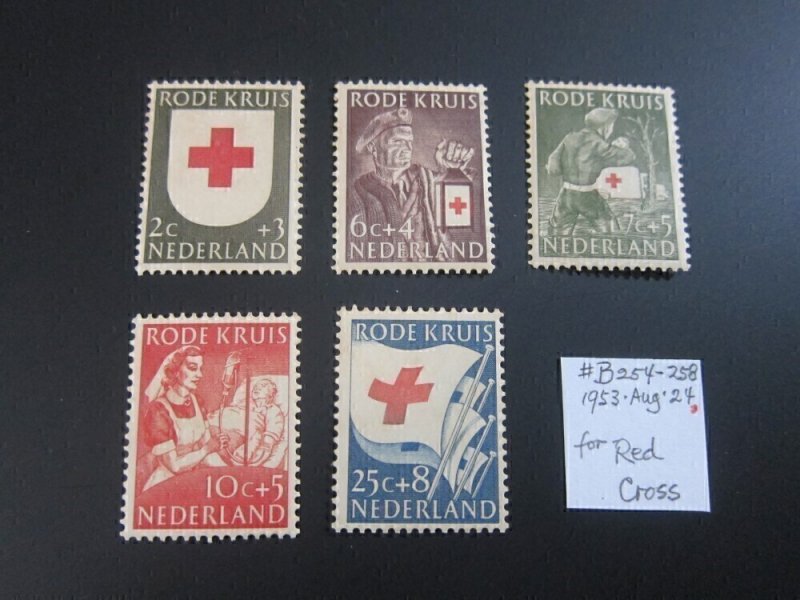 RODE KRUIS
2C +3
NEDERLAND
RODE KRUIS
6C+4
NEDERLAND
RODE KRUIS
7C+5
NEDERLAND
RODE KRUIS
10C+5
NEDERLAND
RODE KRUIS
25C+8
NEDERLAND
#B254-258
1953·Aug·24
for Red
Cross